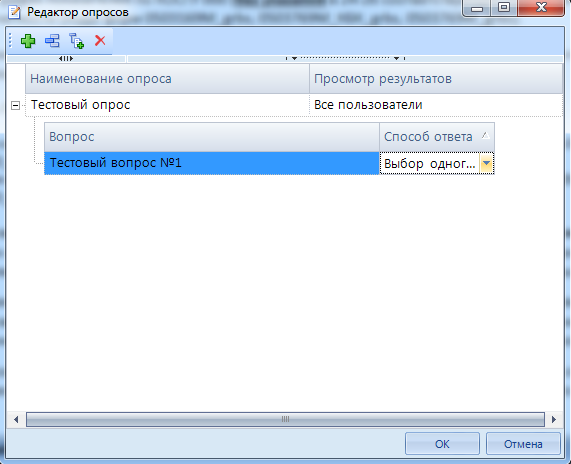 Редактор опросов
Наименование опроса Просмотр результатов
Тестовый опрос Все пользователи
Вопрос Способ ответа
Тестовый вопрос №1 Выбор одног...
ОК Отмена